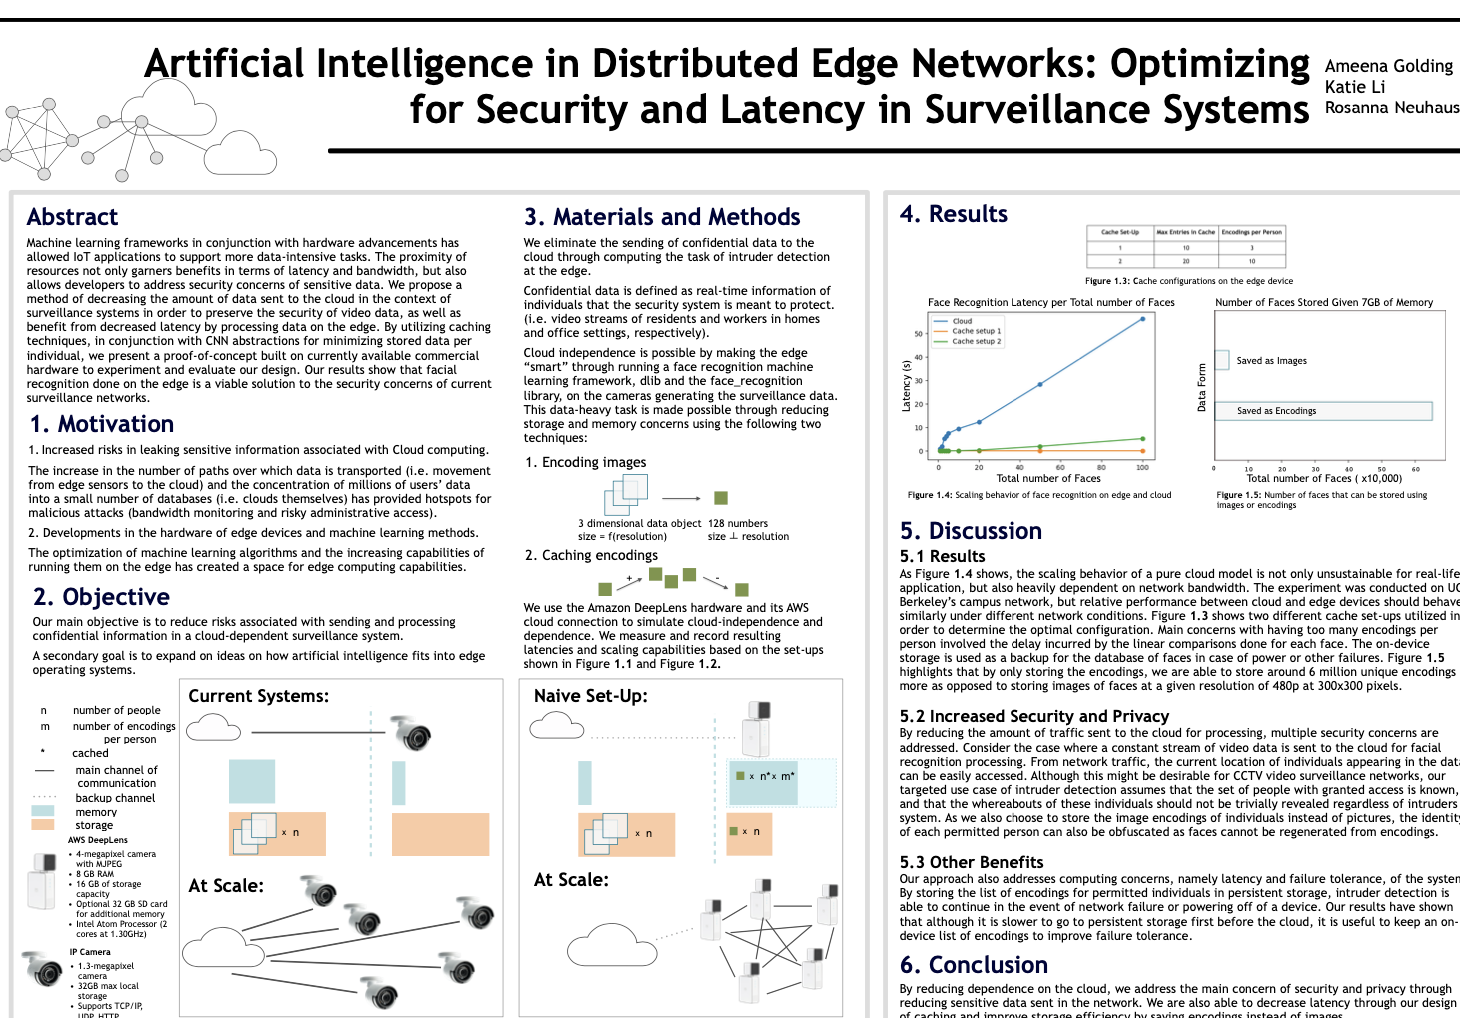 Artificial Intelligence in Distributed Edge Networks: Optimizing
for Security and Latency in Surveillance Systems
Ameena Golding
Katie Li
Rosanna Neuhaus
Abstract
Machine learning frameworks in conjunction with hardware advancements has
allowed IoT applications to support more data-intensive tasks. The proximity of
resources not only garners benefits in terms of latency and bandwidth, but also
allows developers to address security concerns of sensitive data. We propose a
method of decreasing the amount of data sent to the cloud in the context of
surveillance systems in order to preserve the security of video data, as well as
benefit from decreased latency by processing data on the edge. By utilizing caching
techniques, in conjunction with CNN abstractions for minimizing stored data per
individual, we present a proof-of-concept built on currently available commercial
hardware to experiment and evaluate our design. Our results show that facial
recognition done on the edge is a viable solution to the security concerns of current
surveillance networks.
1. Motivation
1. Increased risks in leaking sensitive information associated with Cloud computing.
The increase in the number of paths over which data is transported (i.e. movement
from edge sensors to the cloud) and the concentration of millions of users’ data
into a small number of databases (i.e. clouds themselves) has provided hotspots for
malicious attacks (bandwidth monitoring and risky administrative access).
2. Developments in the hardware of edge devices and machine learning methods.
The optimization of machine learning algorithms and the increasing capabilities of
running them on the edge has created a space for edge computing capabilities.
2. Objective
Our main objective is to reduce risks associated with sending and processing
confidential information in a cloud-dependent surveillance system.
A secondary goal is to expand on ideas on how artificial intelligence fits into edge
operating systems.
n number of people
m number of encodings
per person
* cached
main channel of
communication
backup channel
memory
storage
AWS DeepLens
• 4-megapixel camera
with MJPEG
• 8 GB RAM
• 16 GB of storage
capacity
• Optional 32 GB SD card
for additional memory
• Intel Atom Processor (2
cores at 1.30GHz)
IP Camera
• 1.3-megapixel
camera
• 32GB max local
storage
• Supports TCP/IP,
UDP, HTTP
Current Systems:
x n
At Scale:
3. Materials and Methods
We eliminate the sending of confidential data to the
cloud through computing the task of intruder detection
at the edge.
Confidential data is defined as real-time information of
individuals that the security system is meant to protect.
(i.e. video streams of residents and workers in homes
and office settings, respectively).
Cloud independence is possible by making the edge
“smart” through running a face recognition machine
learning framework, dlib and the face_recognition
library, on the cameras generating the surveillance data.
This data-heavy task is made possible through reducing
storage and memory concerns using the following two
techniques:
1. Encoding images
3 dimensional data object 128 numbers
size = f(resolution) size ⊥ resolution
2. Caching encodings
+ -
We use the Amazon DeepLens hardware and its AWS
cloud connection to simulate cloud-independence and
dependence. We measure and record resulting
latencies and scaling capabilities based on the set-ups
shown in Figure 1.1 and Figure 1.2.
Naive Set-Up:
x n* x m*
x n
x n
At Scale:
4. Results
Cache Set-Up Max Entries in Cache Encodings per Person
1 10 3
2 20 10
Figure 1.3: Cache configurations on the edge device
Face Recognition Latency per Total number of Faces
Cloud
Cache setup 1
Cache setup 2
Latency (s)
50
40
30
20
10
0
0 20 40 60 80 100
Total number of Faces
Figure 1.4: Scaling behavior of face recognition on edge and cloud
Number of Faces Stored Given 7GB of Memory
Data Form
Saved as Images
Saved as Encodings
0 10 20 30 40 50 60
Total number of Faces ( x10,000)
Figure 1.5: Number of faces that can be stored using
images or encodings
5. Discussion
5.1 Results
As Figure 1.4 shows, the scaling behavior of a pure cloud model is not only unsustainable for real-life
application, but also heavily dependent on network bandwidth. The experiment was conducted on UC
Berkeley’s campus network, but relative performance between cloud and edge devices should behave
similarly under different network conditions. Figure 1.3 shows two different cache set-ups utilized in
order to determine the optimal configuration. Main concerns with having too many encodings per
person involved the delay incurred by the linear comparisons done for each face. The on-device
storage is used as a backup for the database of faces in case of power or other failures. Figure 1.5
highlights that by only storing the encodings, we are able to store around 6 million unique encodings
more as opposed to storing images of faces at a given resolution of 480p at 300x300 pixels.
5.2 Increased Security and Privacy
By reducing the amount of traffic sent to the cloud for processing, multiple security concerns are
addressed. Consider the case where a constant stream of video data is sent to the cloud for facial
recognition processing. From network traffic, the current location of individuals appearing in the data
can be easily accessed. Although this might be desirable for CCTV video surveillance networks, our
targeted use case of intruder detection assumes that the set of people with granted access is known,
and that the whereabouts of these individuals should not be trivially revealed regardless of intruders
system. As we also choose to store the image encodings of individuals instead of pictures, the identity
of each permitted person can also be obfuscated as faces cannot be regenerated from encodings.
5.3 Other Benefits
Our approach also addresses computing concerns, namely latency and failure tolerance, of the system
By storing the list of encodings for permitted individuals in persistent storage, intruder detection is
able to continue in the event of network failure or powering off of a device. Our results have shown
that although it is slower to go to persistent storage first before the cloud, it is useful to keep an on-
device list of encodings to improve failure tolerance.
6. Conclusion
By reducing dependence on the cloud, we address the main concern of security and privacy through
reducing sensitive data sent in the network. We are also able to decrease latency through our design
of caching and improve storage efficiency by saving encodings instead of images.